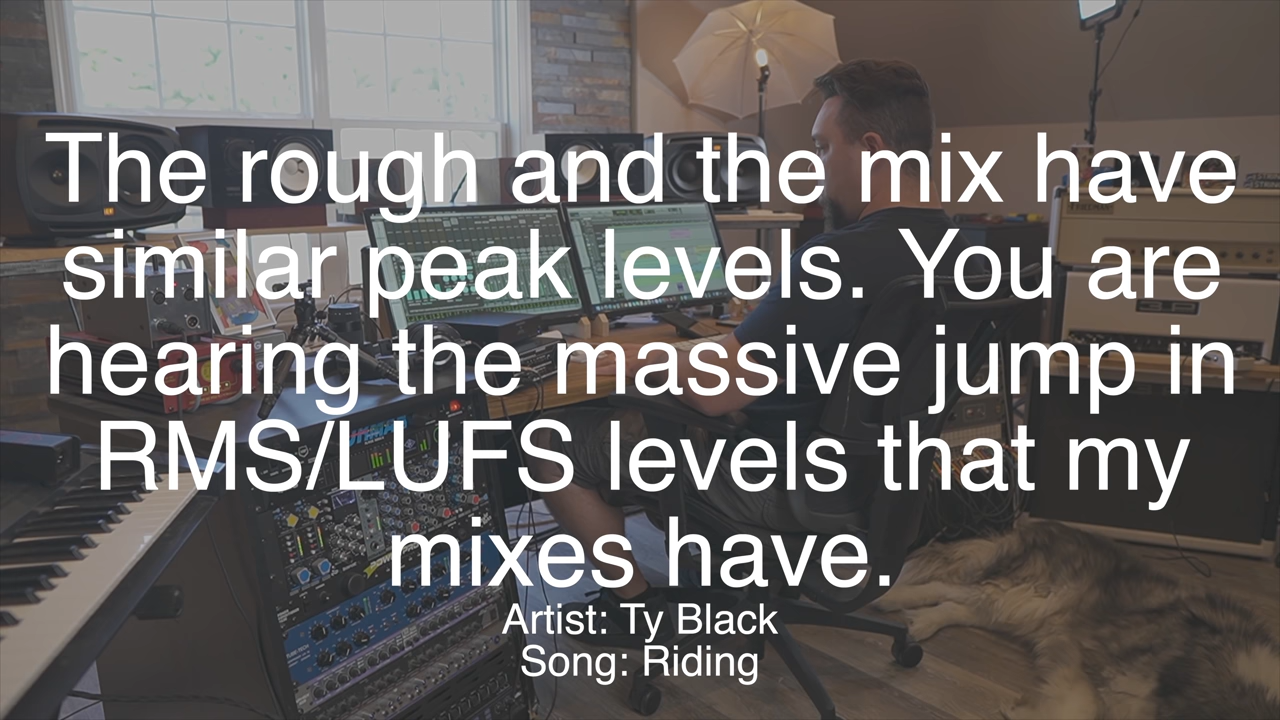 The rough and the mix have
similar peak levels. You are
hearing the massive jump in
RMS/LUFS levels that my
mixes have.
Artist: Ty Black
Song: Riding